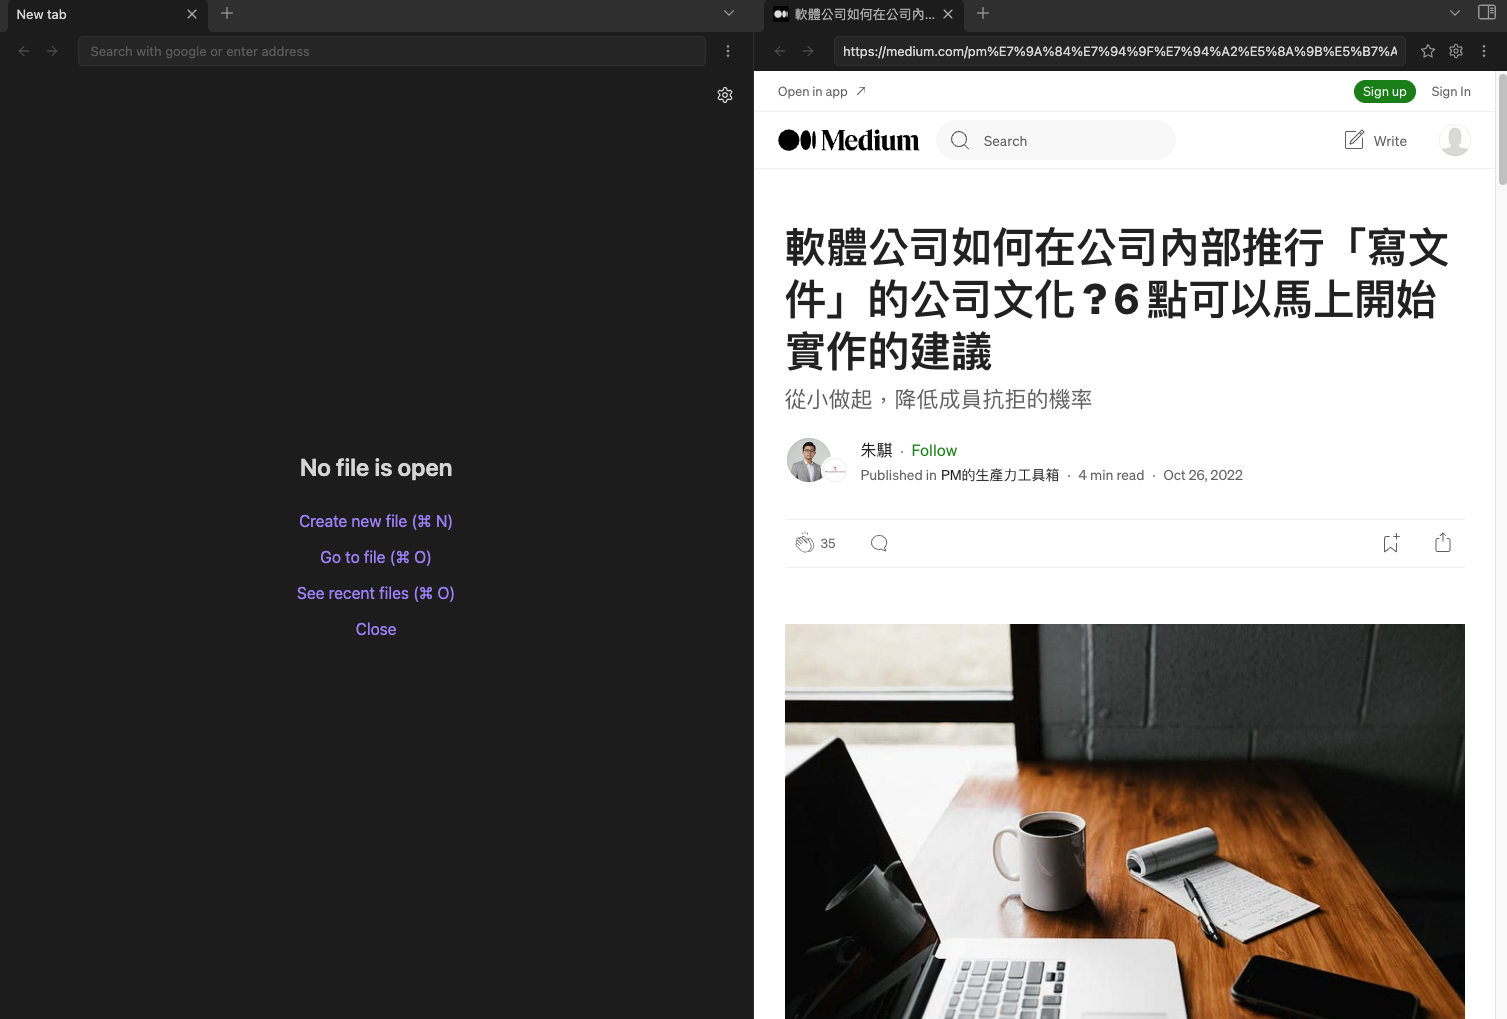 New tab
Search with google or enter address
No file is open
Create new file (⌘ N)
Go to file (⌘ O)
See recent files (⌘ O)
Close
軟體公司如何在公司內...
https://medium.com/pm%E7%9A%84%E7%94%9F%E7%94%A2%E5%8A%9B%E5%B7%A
Open in app
Sign up
Sign In
Medium
Search
Write
軟體公司如何在公司內部推行「寫文
件」的公司文化？6 點可以馬上開始
實作的建議
從小做起，降低成員抗拒的機率
朱騏 · Follow
Published in PM的生產力工具箱 · 4 min read · Oct 26, 2022
35